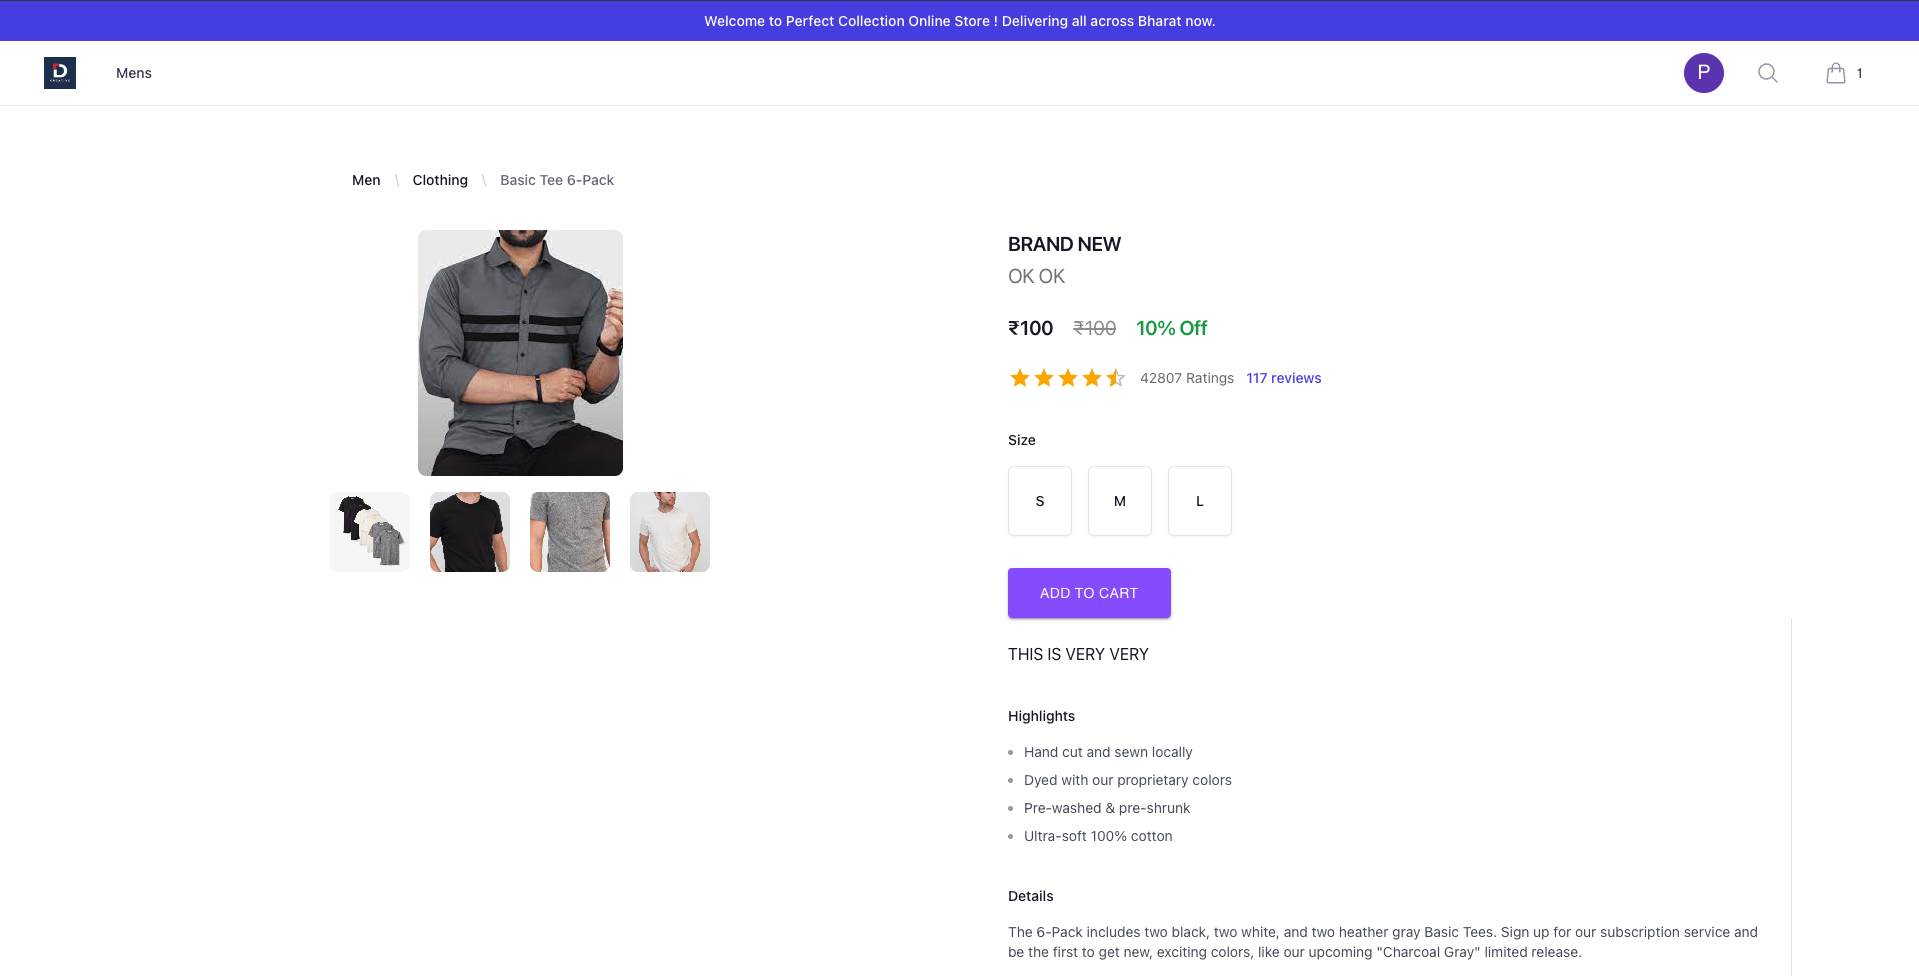 Welcome to Perfect Collection Online Store ! Delivering all across Bharat now.
D
Mens
P
1
Men \ Clothing \ Basic Tee 6-Pack
BRAND NEW
OK OK
₹100 ₹100 10% Off
42807 Ratings 117 reviews
Size
S M L
ADD TO CART
THIS IS VERY VERY
Highlights
Hand cut and sewn locally
Dyed with our proprietary colors
Pre-washed & pre-shrunk
Ultra-soft 100% cotton
Details
The 6-Pack includes two black, two white, and two heather gray Basic Tees. Sign up for our subscription service and
be the first to get new, exciting colors, like our upcoming "Charcoal Gray" limited release.